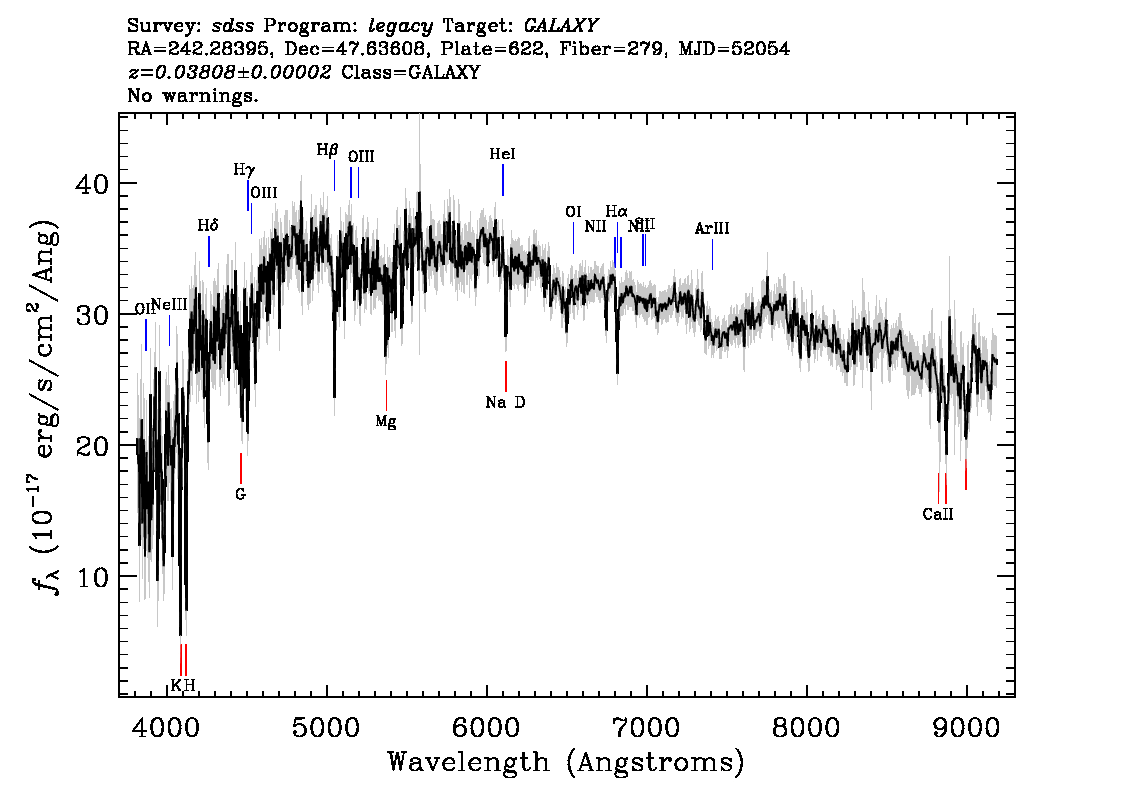 Survey: sdss Program: legacy Target: GALAXY
RA=242.28395, Dec=47.63608, Plate=622, Fiber=279, MJD=52054
z=0.03808±0.00002 Class=GALAXY
No warnings.
Hβ
OIII
HeI
Hγ
OIII
Hδ
OI
Hα
NII
NII
SII
ArIII
OII
NeIII
40
30
20
10
Mg
Na D
G
CaII
K
H
4000 5000 6000 7000 8000 9000
Wavelength (Angstroms)
fλ (10⁻¹⁷ erg/s/cm²/Ang)